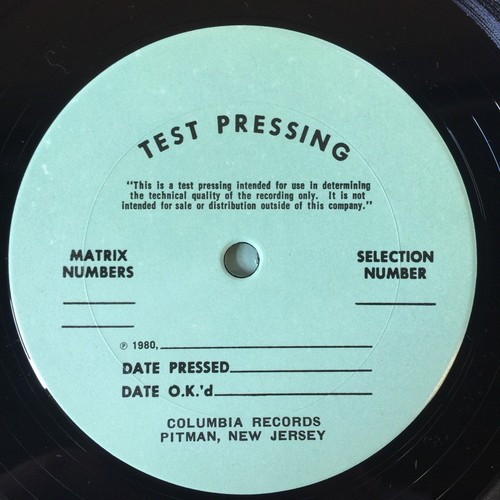 TEST PRESSING
"This is a test pressing intended for use in determining
the technical quality of the recording only. It is not
intended for sale or distribution outside of this company."
MATRIX
NUMBERS
SELECTION
NUMBER
℗ 1980,
DATE PRESSED
DATE O.K.'d
COLUMBIA RECORDS
PITMAN, NEW JERSEY